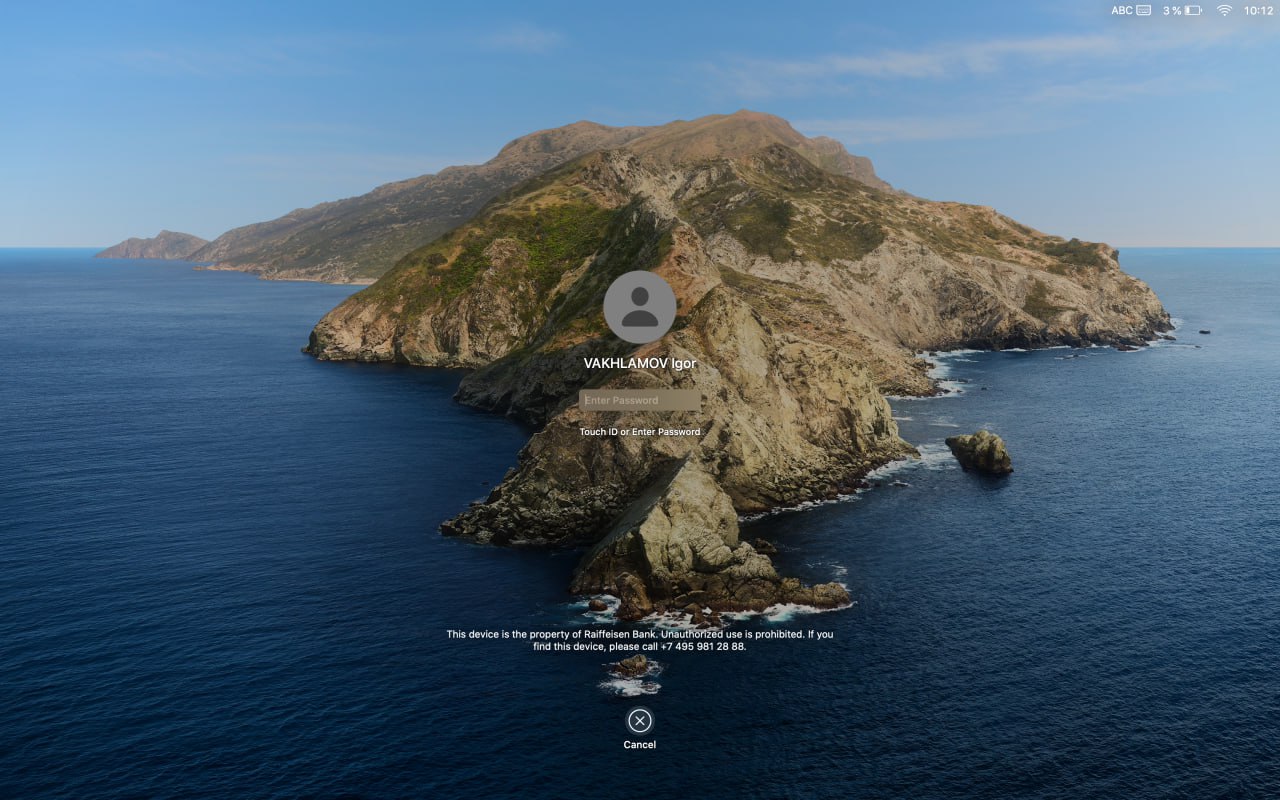 ABC 3 % 10:12
VAKHLAMOV Igor
Enter Password
Touch ID or Enter Password
This device is the property of Raiffeisen Bank. Unauthorized use is prohibited. If you
find this device, please call +7 495 981 28 88.
Cancel